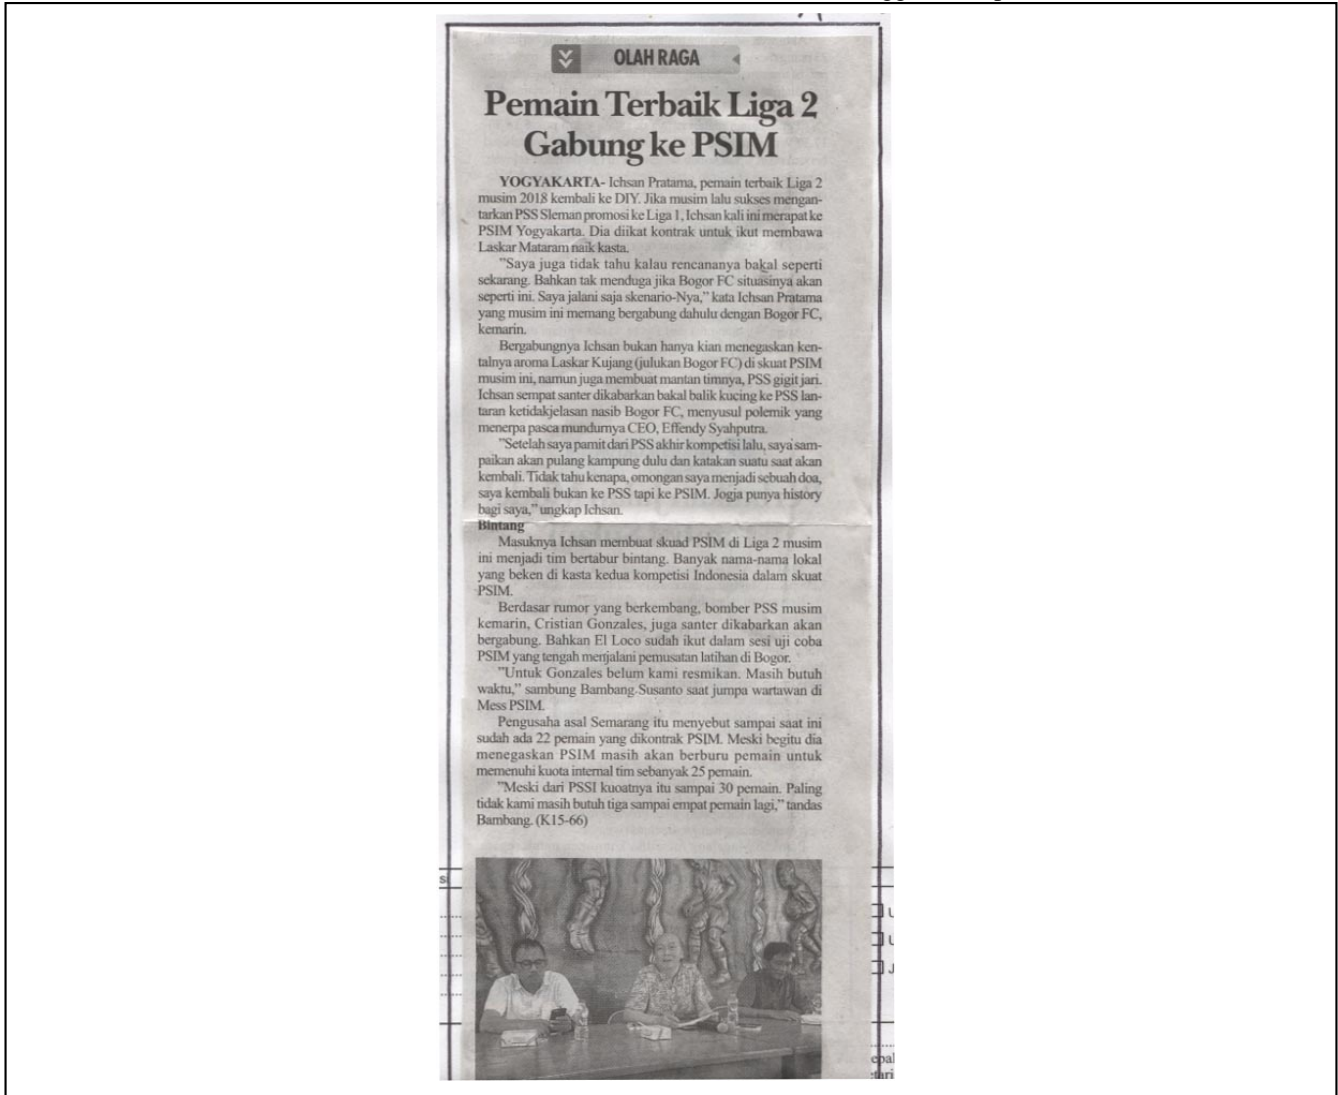 OLAH RAGA
Pemain Terbaik Liga 2
Gabung ke PSIM
YOGYAKARTA- Ichsan Pratama, pemain terbaik Liga 2
musim 2018 kembali ke DIY. Jika musim lalu sukses mengan-
tarkan PSS Sleman promosi ke Liga 1, Ichsan kali ini merapat ke
PSIM Yogyakarta. Dia diikat kontrak untuk ikut membawa
Laskar Mataram naik kasta.
"Saya juga tidak tahu kalau rencananya bakal seperti
sekarang. Bahkan tak menduga jika Bogor FC situasinya akan
seperti ini. Saya jalani saja skenario-Nya," kata Ichsan Pratama
yang musim ini memang bergabung dahulu dengan Bogor FC,
kemarin.
Bergabungnya Ichsan bukan hanya kian menegaskan ken-
talnya aroma Laskar Kujang (julukan Bogor FC) di skuat PSIM
musim ini, namun juga membuat mantan timnya, PSS gigit jari.
Ichsan sempat santer dikabarkan bakal balik kucing ke PSS lan-
taran ketidakjelasan nasib Bogor FC, menyusul polemik yang
menerpa pasca mundurnya CEO, Effendy Syahputra.
"Setelah saya pamit dari PSS akhir kompetisi lalu, saya sam-
paikan akan pulang kampung dulu dan katakan suatu saat akan
kembali. Tidak tahu kenapa, omongan saya menjadi sebuah doa,
saya kembali bukan ke PSS tapi ke PSIM. Jogja punya history
bagi saya," ungkap Ichsan.
Bintang
Masuknya Ichsan membuat skuad PSIM di Liga 2 musim
ini menjadi tim bertabur bintang. Banyak nama-nama lokal
yang beken di kasta kedua kompetisi Indonesia dalam skuat
PSIM.
Berdasar rumor yang berkembang, bomber PSS musim
kemarin, Cristian Gonzales, juga santer dikabarkan akan
bergabung. Bahkan El Loco sudah ikut dalam sesi uji coba
PSIM yang tengah menjalani pemusatan latihan di Bogor.
"Untuk Gonzales belum kami resmikan. Masih butuh
waktu," sambung Bambang Susanto saat jumpa wartawan di
Mess PSIM.
Pengusaha asal Semarang itu menyebut sampai saat ini
sudah ada 22 pemain yang dikontrak PSIM. Meski begitu dia
menegaskan PSIM masih akan berburu pemain untuk
memenuhi kuota internal tim sebanyak 25 pemain.
"Meski dari PSSI kuoatnya itu sampai 30 pemain. Paling
tidak kami masih butuh tiga sampai empat pemain lagi," tandas
Bambang. (K15-66)